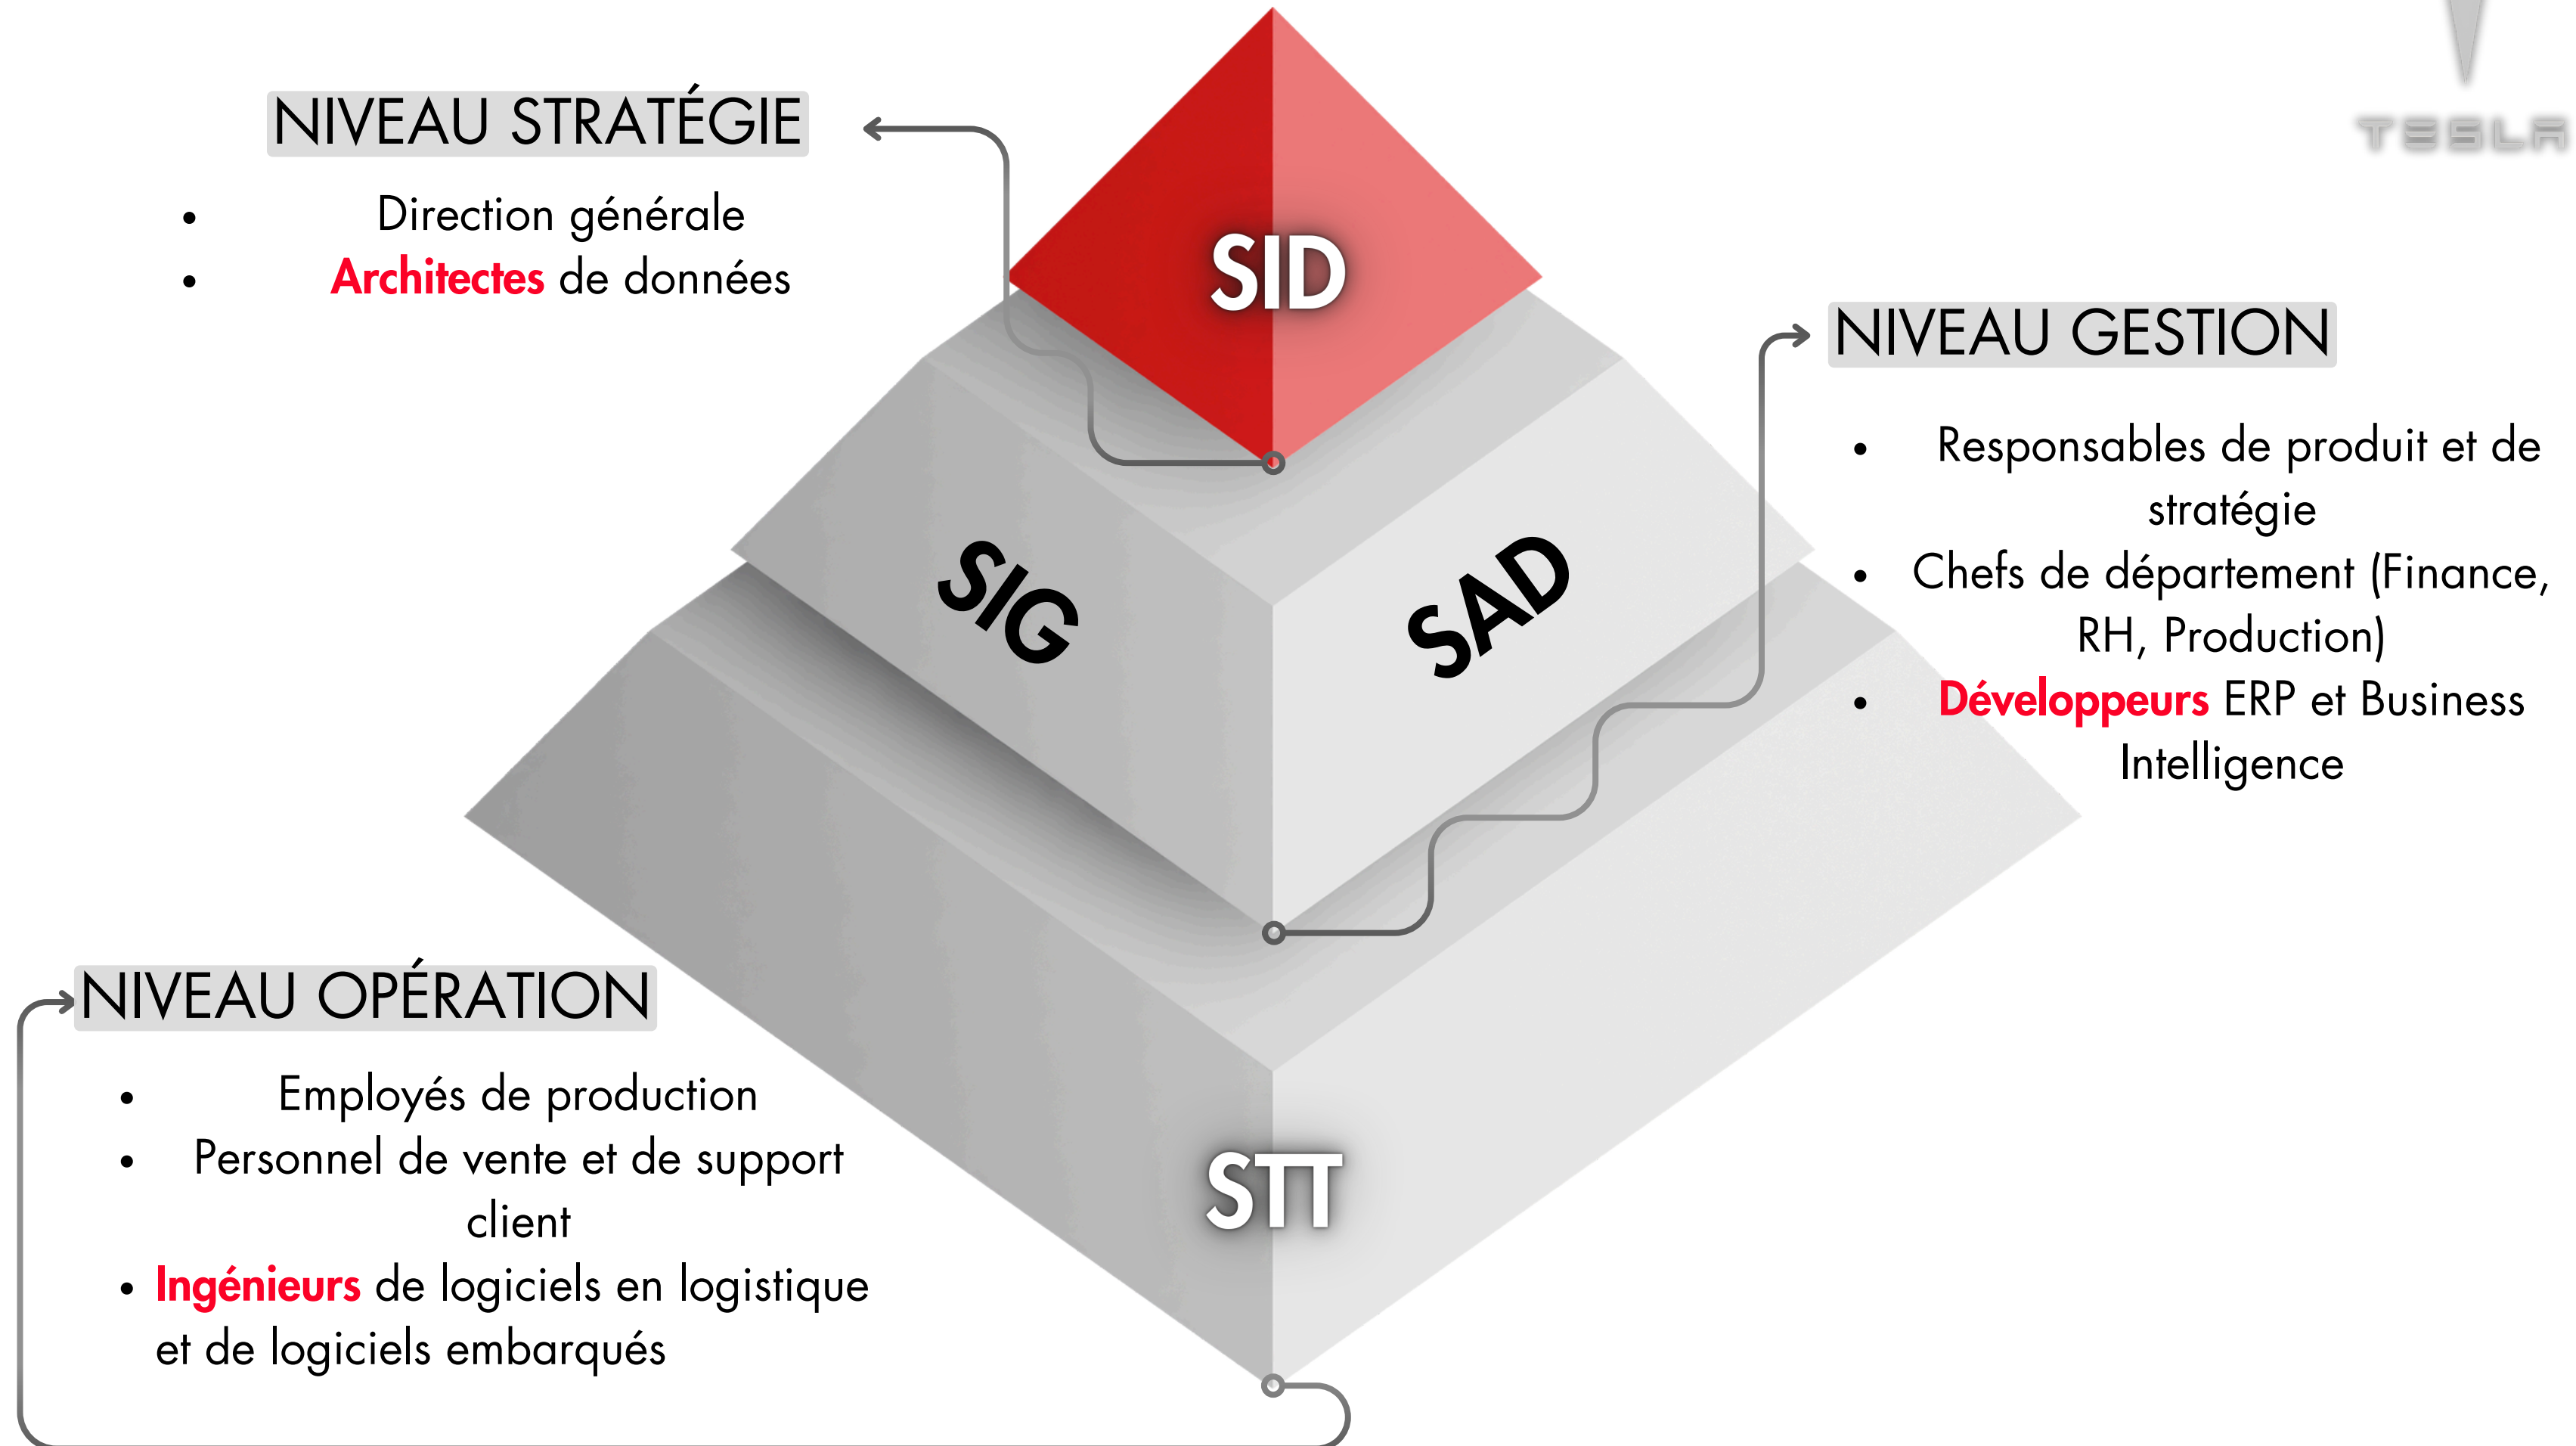 TESLA
NIVEAU STRATÉGIE
• Direction générale
• Architectes de données
SID
NIVEAU GESTION
• Responsables de produit et de
stratégie
• Chefs de département (Finance,
RH, Production)
• Développeurs ERP et Business
Intelligence
SIG
SAD
NIVEAU OPÉRATION
• Employés de production
• Personnel de vente et de support
client
• Ingénieurs de logiciels en logistique
et de logiciels embarqués
STT